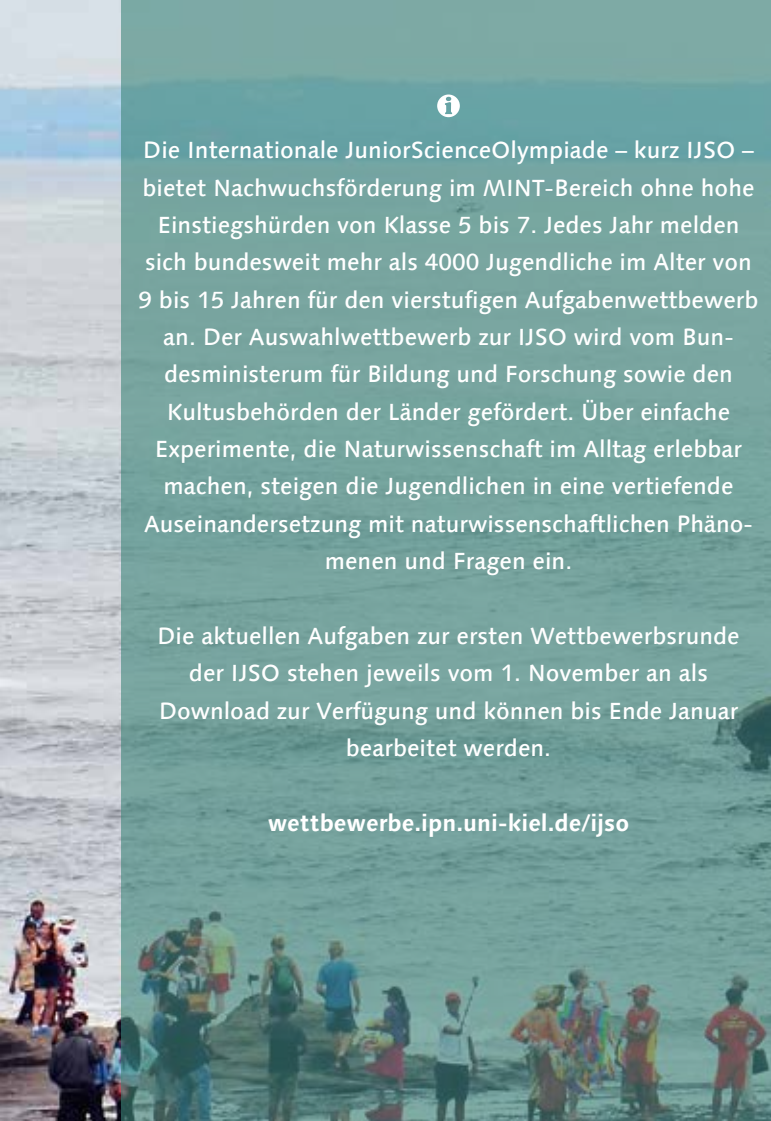 Die Internationale JuniorScienceOlympiade – kurz IJSO –
bietet Nachwuchsförderung im MINT-Bereich ohne hohe
Einstiegshürden von Klasse 5 bis 7. Jedes Jahr melden
sich bundesweit mehr als 4000 Jugendliche im Alter von
9 bis 15 Jahren für den vierstufigen Aufgabenwettbewerb
an. Der Auswahlwettbewerb zur IJSO wird vom Bun-
desministerum für Bildung und Forschung sowie den
Kultusbehörden der Länder gefördert. Über einfache
Experimente, die Naturwissenschaft im Alltag erlebbar
machen, steigen die Jugendlichen in eine vertiefende
Auseinandersetzung mit naturwissenschaftlichen Phäno-
menen und Fragen ein.
Die aktuellen Aufgaben zur ersten Wettbewerbsrunde
der IJSO stehen jeweils vom 1. November an als
Download zur Verfügung und können bis Ende Januar
bearbeitet werden.
wettbewerbe.ipn.uni-kiel.de/ijso